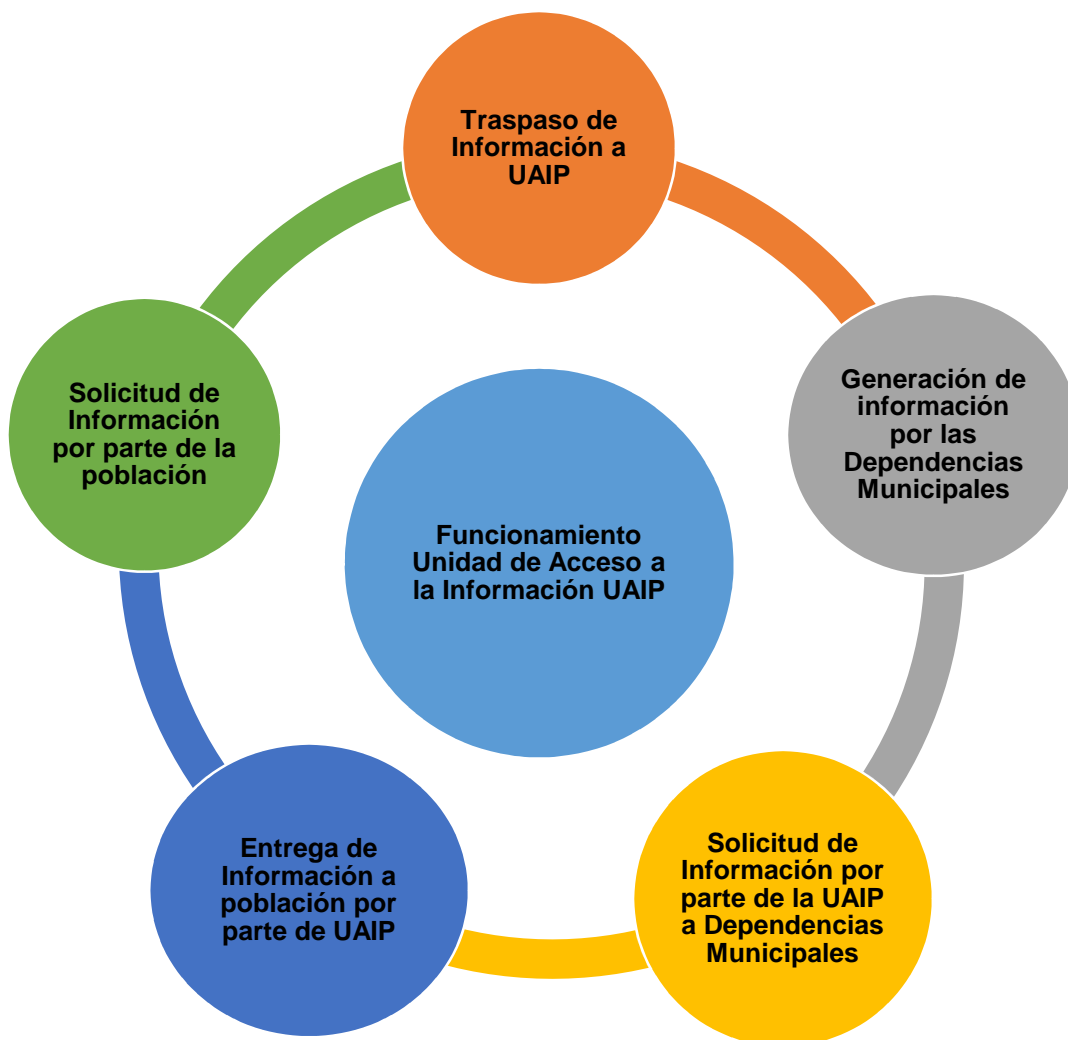 Traspaso de
Información a
UAIP
Generación de
información
por las
Dependencias
Municipales
Solicitud de
Información por
parte de la UAIP
a Dependencias
Municipales
Entrega de
Información a
población por
parte de UAIP
Solicitud de
Información
por parte de la
población
Funcionamiento
Unidad de Acceso a
la Información UAIP